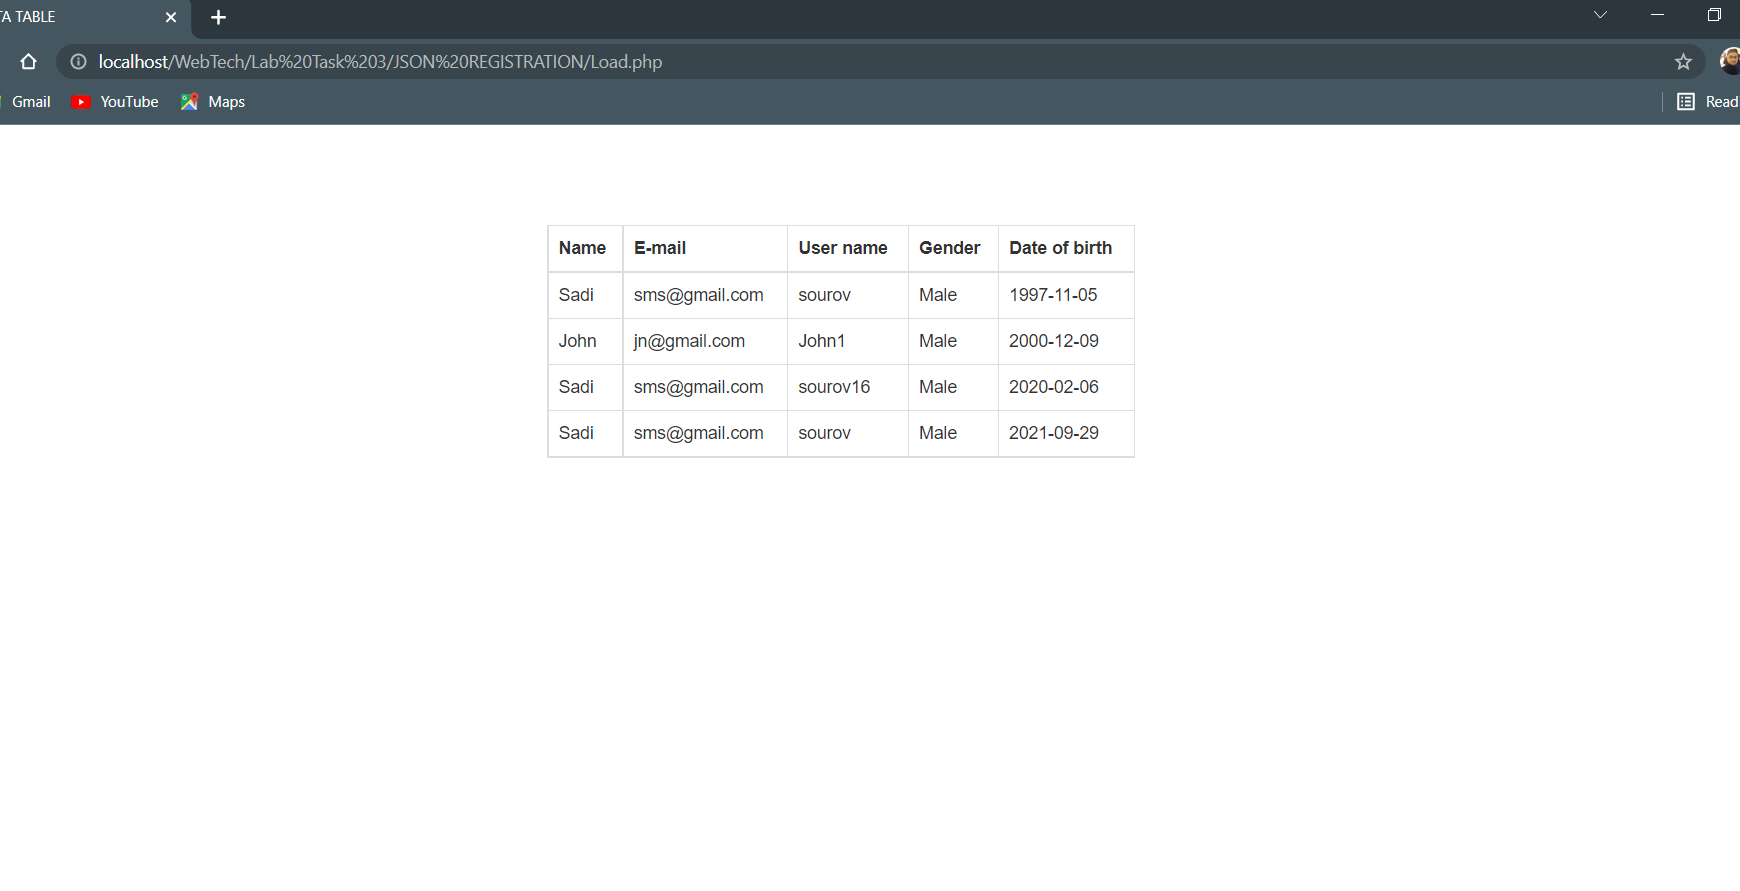 TA TABLE
localhost/WebTech/Lab%20Task%203/JSON%20REGISTRATION/Load.php
Gmail YouTube Maps Read
Name E-mail User name Gender Date of birth
Sadi sms@gmail.com sourov Male 1997-11-05
John jn@gmail.com John1 Male 2000-12-09
Sadi sms@gmail.com sourov16 Male 2020-02-06
Sadi sms@gmail.com sourov Male 2021-09-29